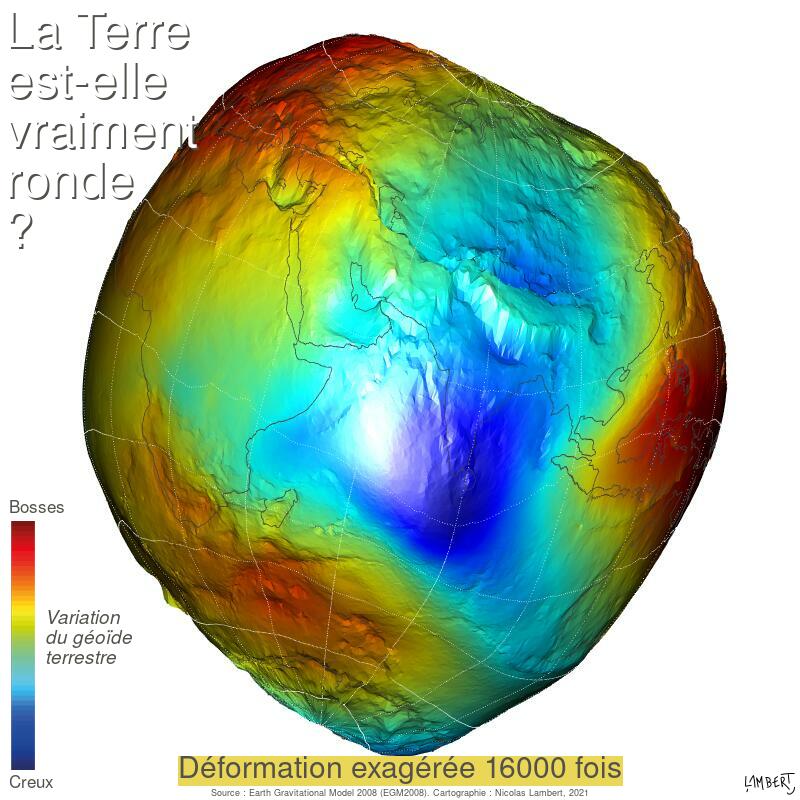 La Terre
est-elle
vraiment
ronde
?
Bosses
Variation
du géoïde
terrestre
Creux
Déformation exagérée 16000 fois
Source : Earth Gravitational Model 2008 (EGM2008). Cartographie : Nicolas Lambert, 2021
LAMBERT